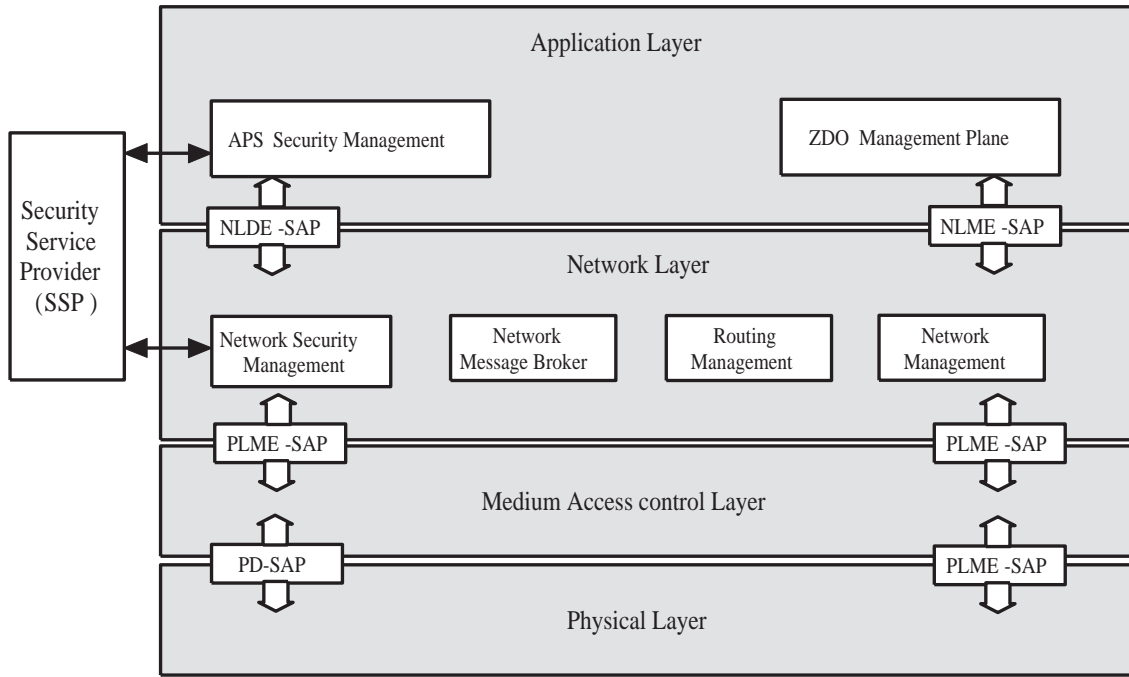 Application Layer
APS Security Management
ZDO Management Plane
Security
Service
Provider
(SSP)
NLDE -SAP
NLME -SAP
Network Layer
Network Security
Management
Network
Message Broker
Routing
Management
Network
Management
PLME -SAP
PLME -SAP
Medium Access control Layer
PD-SAP
PLME -SAP
Physical Layer